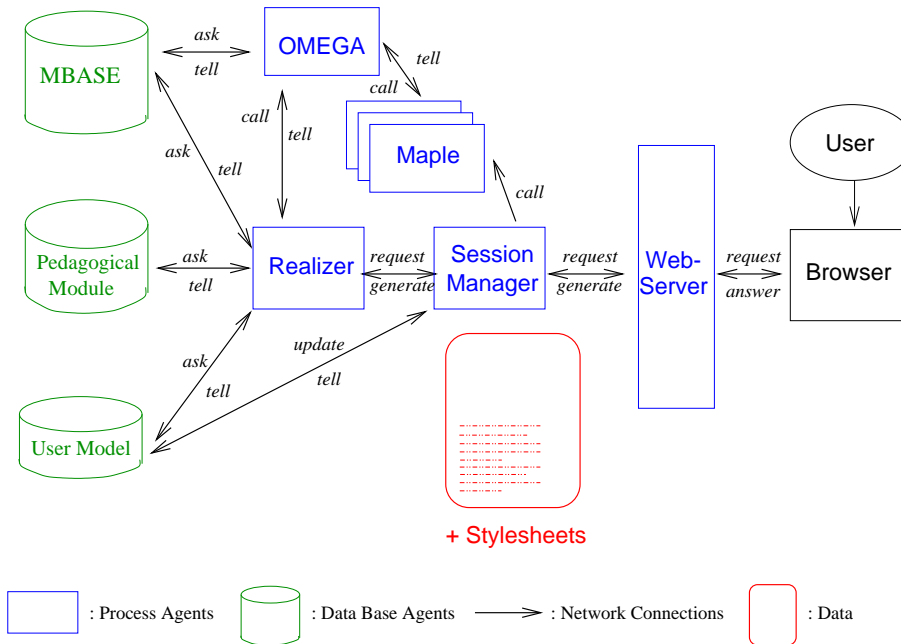 MBASE
ask
tell
OMEGA
tell
call
Maple
call
call
tell
ask
tell
User
Pedagogical
Module
ask
tell
Realizer
request
generate
Session
Manager
request
generate
Web-
Server
request
answer
Browser
ask
tell
update
tell
User Model
+ Stylesheets
: Process Agents
: Data Base Agents
: Network Connections
: Data